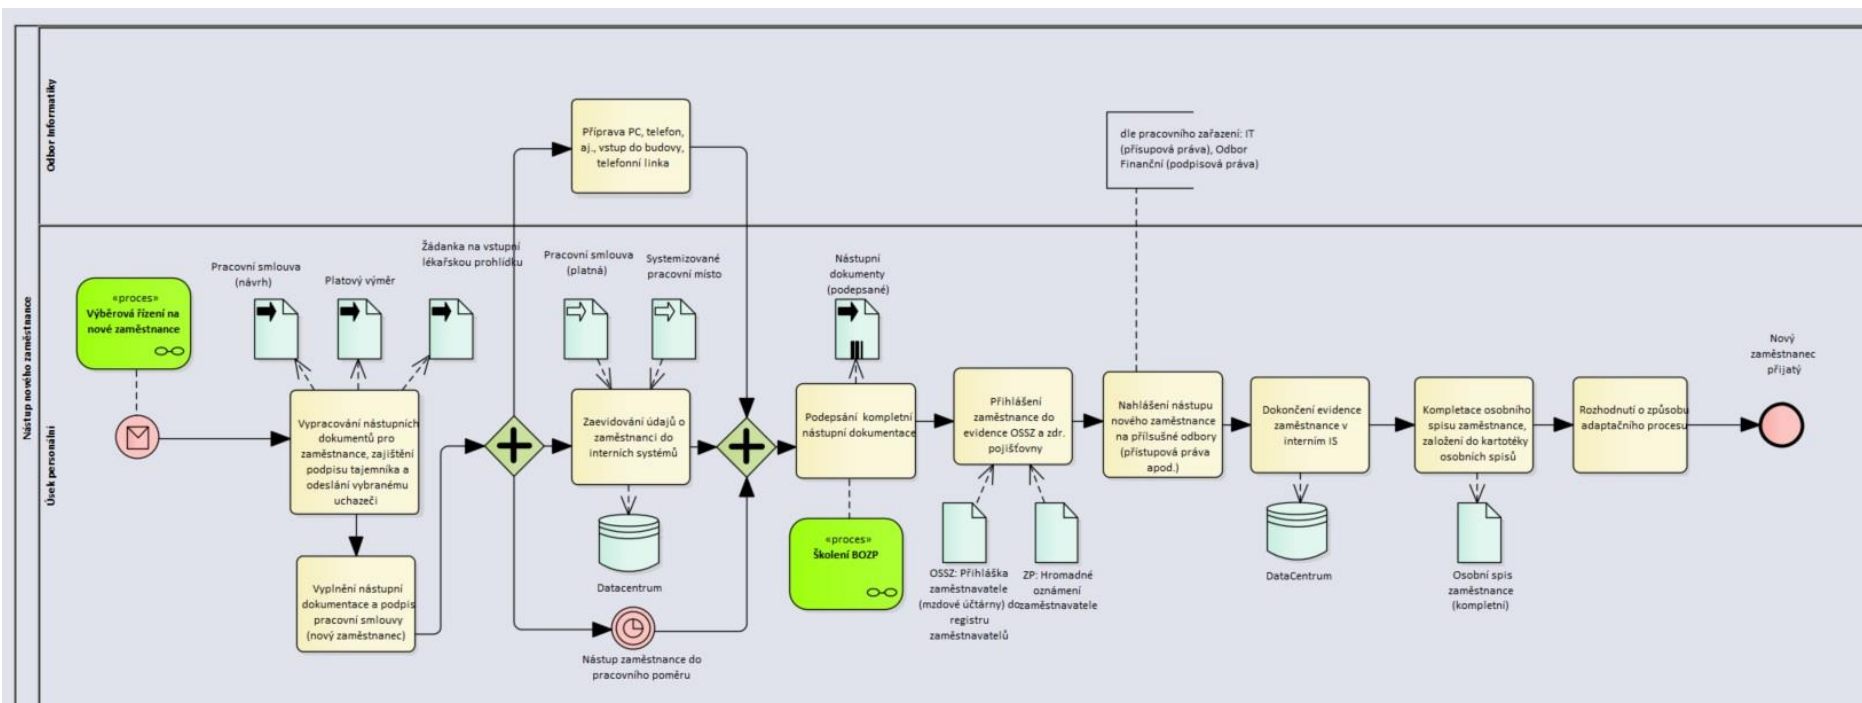 Nástup nového zaměstnance
Odbor Informatiky
Příprava PC, telefon,
aj., vstup do budovy,
telefonní linka
dle pracovního zařazení: IT
(přísupová práva), Odbor
Finanční (podpisová práva)
Úsek personální
«proces»
Výběrová řízení na
nové zaměstnance
Pracovní smlouva
(návrh)
Platový výměr
Žádanka na vstupní
lékařskou prohlídku
Vypracování nástupních
dokumentů pro
zaměstnance, zajištění
podpisu tajemníka a
odeslání vybranému
uchazeči
Vyplnění nástupní
dokumentace a podpis
pracovní smlouvy
(nový zaměstnanec)
Pracovní smlouva
(platná)
Systemizované
pracovní místo
Zaevidování údajů o
zaměstnanci do
interních systémů
Datacentrum
Nástup zaměstnance do
pracovního poměru
Nástupní
dokumenty
(podepsané)
Podepsání kompletní
nástupní dokumentace
«proces»
Školení BOZP
Přihlášení
zaměstnance do
evidence OSSZ a zdr.
pojišťovny
OSSZ: Přihláška
zaměstnavatele
(mzdové účtárny) do
registru
zaměstnavatelů
ZP: Hromadné
oznámení
zaměstnavatele
Nahlášení nástupu
nového zaměstnance
na přílsušné odbory
(přístupová práva
apod.)
Dokončení evidence
zaměstnance v
interním IS
DataCentrum
Kompletace osobního
spisu zaměstnance,
založení do kartotéky
osobních spisů
Osobní spis
zaměstnance
(kompletní)
Rozhodnutí o způsobu
adaptačního procesu
Nový
zaměstnanec
přijatý